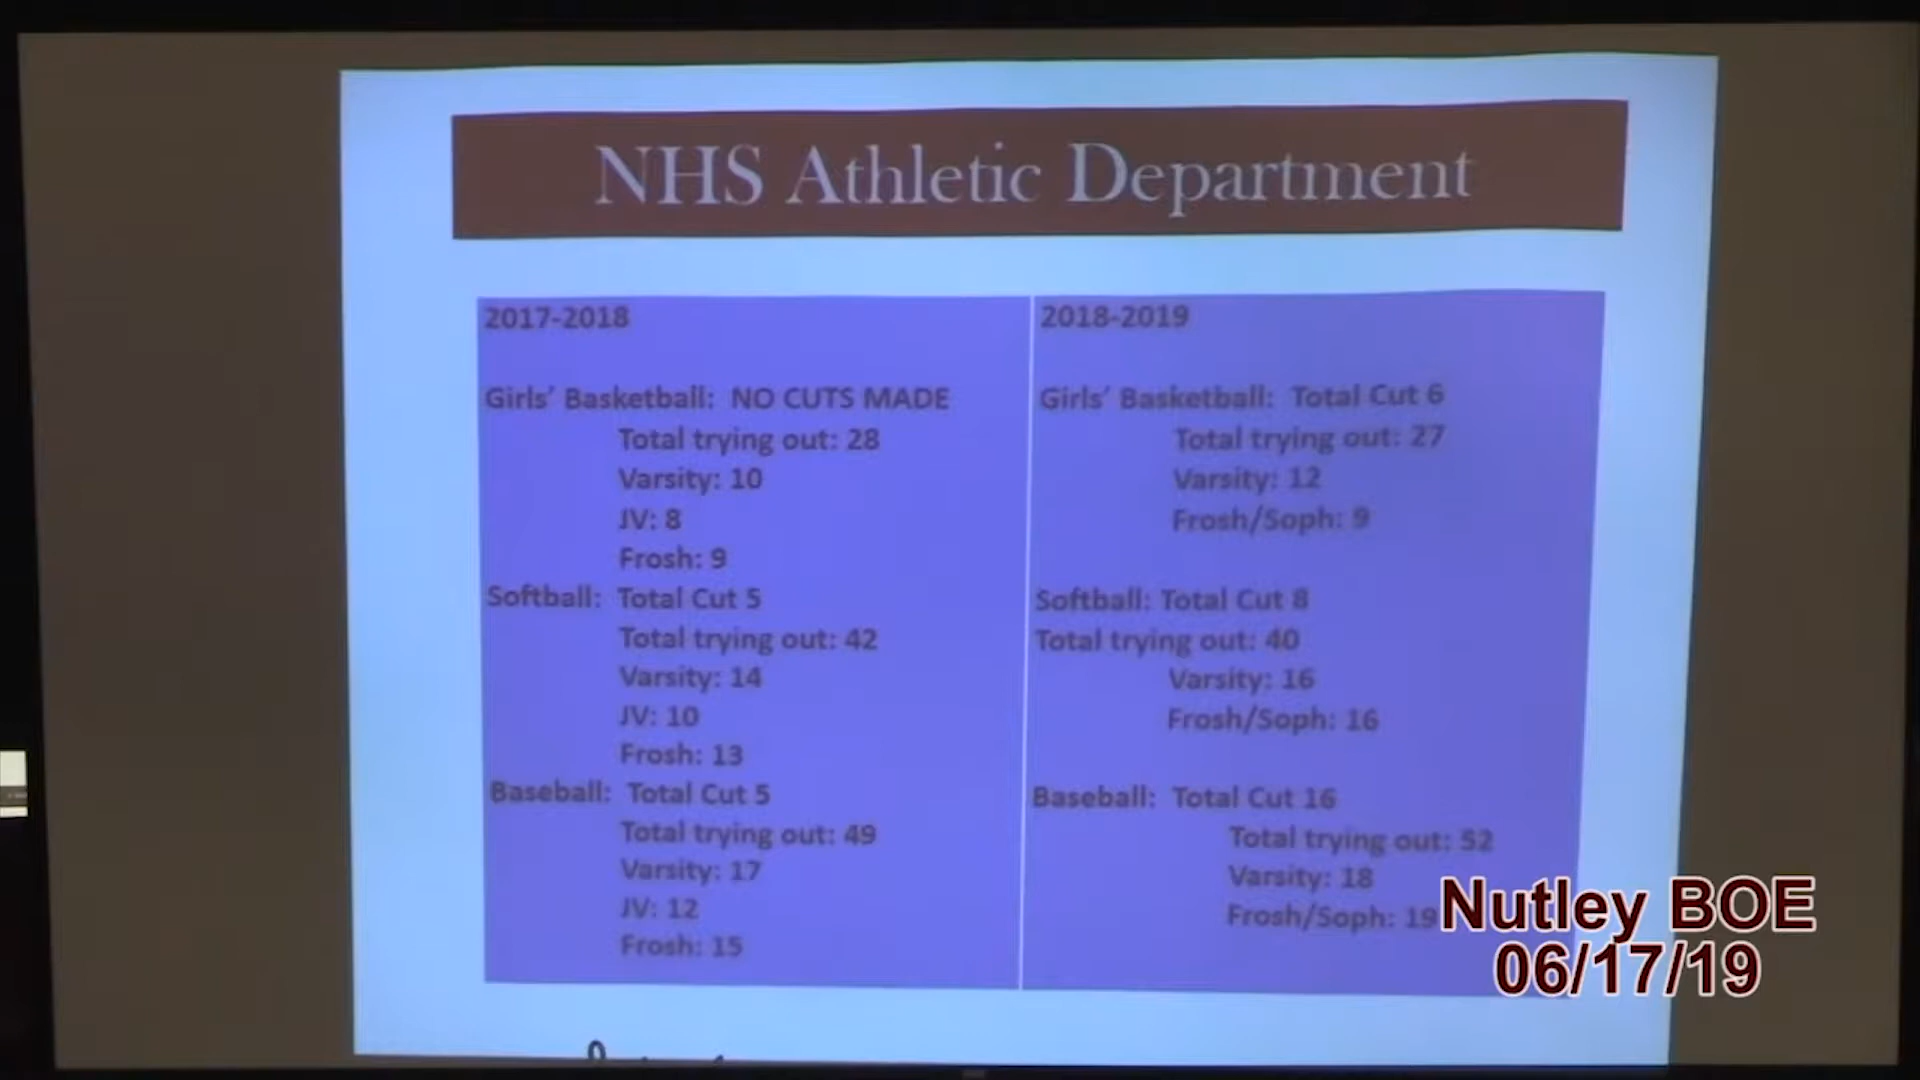 NHS Athletic Department
2017-2018
Girls' Basketball: NO CUTS MADE
Total trying out: 28
Varsity: 10
JV: 8
Frosh: 9
Softball: Total Cut 5
Total trying out: 42
Varsity: 14
JV: 10
Frosh: 13
Baseball: Total Cut 5
Total trying out: 49
Varsity: 17
JV: 12
Frosh: 15
2018-2019
Girls' Basketball: Total Cut 6
Total trying out: 27
Varsity: 12
Frosh/Soph: 9
Softball: Total Cut 8
Total trying out: 40
Varsity: 16
Frosh/Soph: 16
Baseball: Total Cut 16
Total trying out: 52
Varsity: 18
Frosh/Soph: 19
Nutley BOE
06/17/19